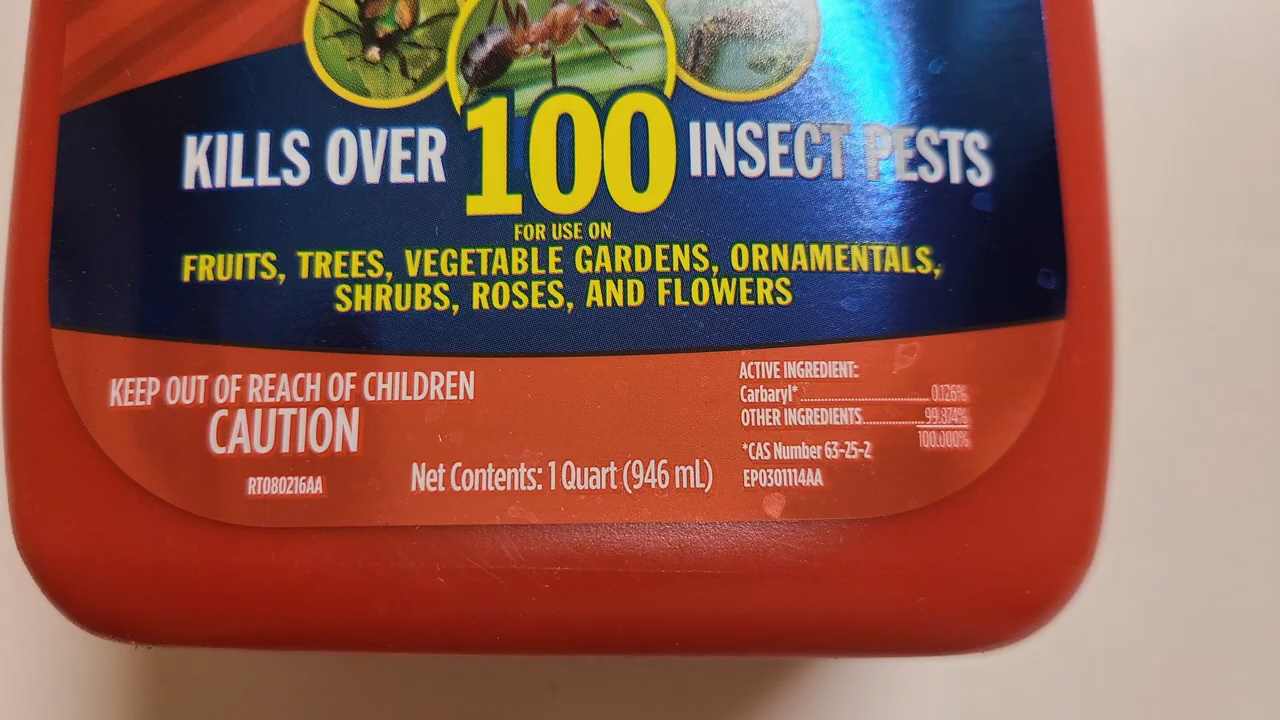 KILLS OVER 100 INSECT PESTS
FOR USE ON
FRUITS, TREES, VEGETABLE GARDENS, ORNAMENTALS,
SHRUBS, ROSES, AND FLOWERS
KEEP OUT OF REACH OF CHILDREN
CAUTION
RT080216AA
Net Contents: 1 Quart (946 mL)
ACTIVE INGREDIENT:
Carbaryl*.......................................... 0.126%
OTHER INGREDIENTS.................... 99.874%
100.000%
*CAS Number 63-25-2
EP0301114AA